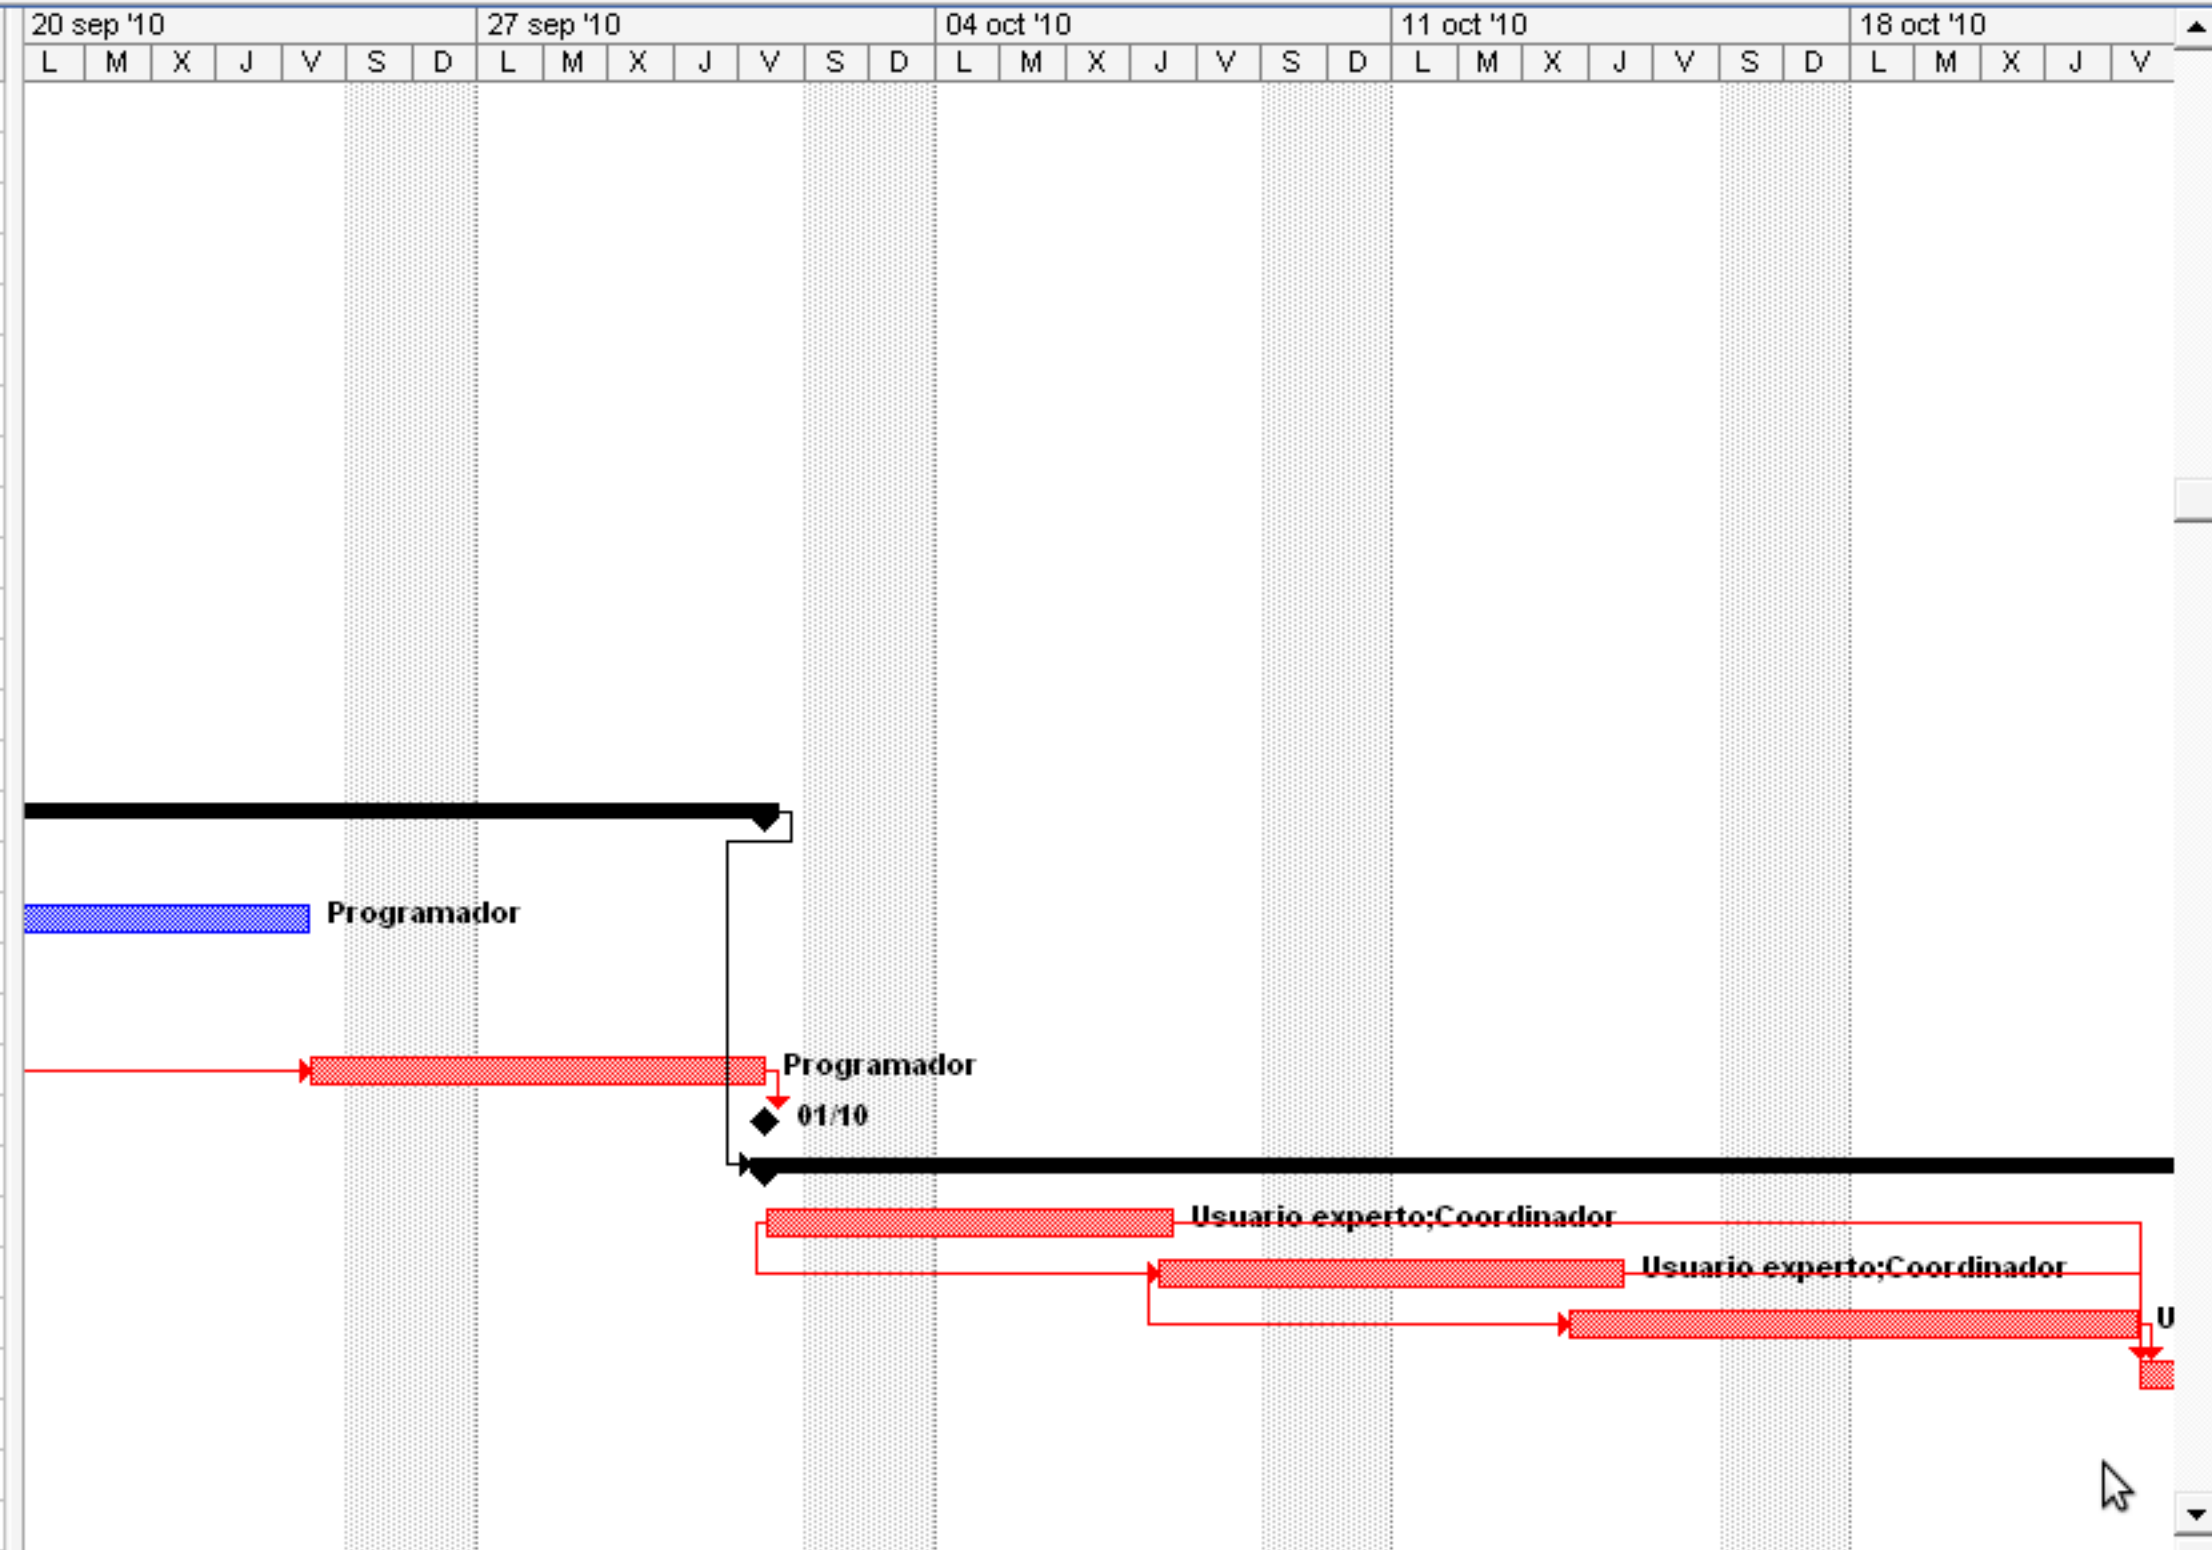 20 sep '10 27 sep '10 04 oct '10 11 oct '10 18 oct '10
L M X J V S D L M X J V S D L M X J V S D L M X J V S D L M X J V
Programador
Programador
01/10
Usuario experto;Coordinador
Usuario experto;Coordinador
U